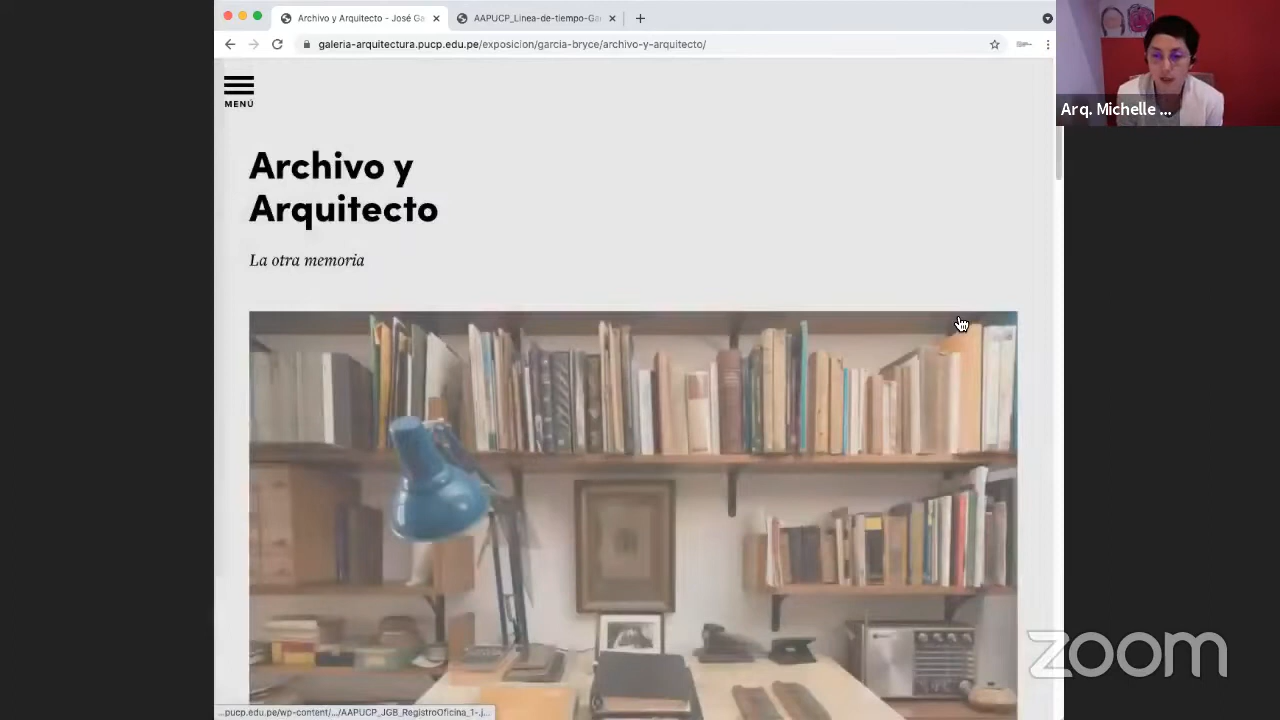 Archivo y Arquitecto - José Ga
AAPUCP_Linea-de-tiempo-Ga
galeria-arquitectura.pucp.edu.pe/exposicion/garcia-bryce/archivo-y-arquitecto/
MENÚ
Arq. Michelle ...
Archivo y
Arquitecto
La otra memoria
zoom
...pucp.edu.pe/wp-content/.../AAPUCP_JGB_RegistroOficina_1-.j...